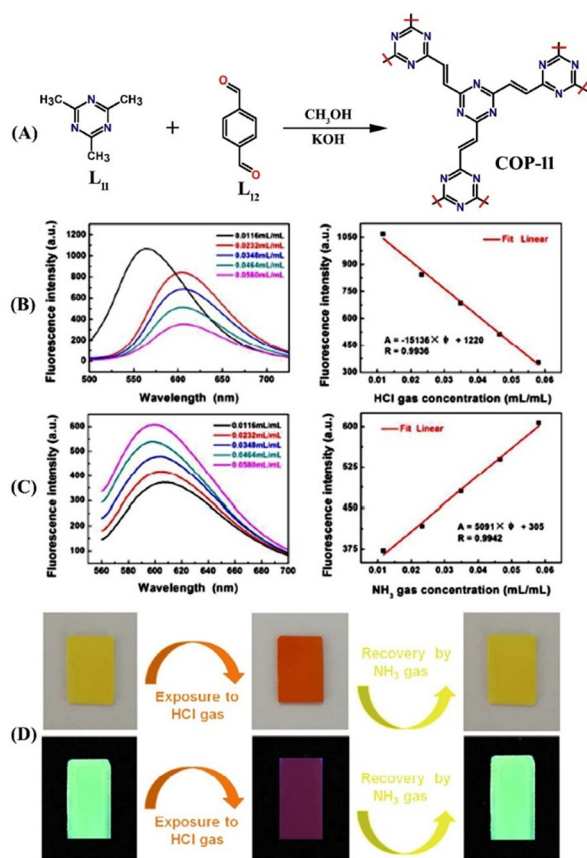 (A)
CH3
H3C
N
N
N
CH3
L11
+
O
O
L12
CH3OH
KOH
N
N
N
N
N
N
N
N
N
N
N
N
COP-11
(B)
Fluorescence intensity (a.u.)
1200
1000
800
600
400
200
0
500
550
600
650
700
Wavelength (nm)
0.0116mL/mL
0.0232mL/mL
0.0348mL/mL
0.0464mL/mL
0.0580mL/mL
Fluorescence intensity (a.u.)
1050
900
750
600
450
300
0.01 0.02 0.03 0.04 0.05 0.06
HCl gas concentration (mL/mL)
Fit Linear
A = -15136 × ψ + 1220
R = 0.9936
(C)
Fluorescence intensity (a.u.)
600
500
400
300
200
100
560 580 600 620 640 660 680 700
Wavelength (nm)
0.0116mL/mL
0.0232mL/mL
0.0348mL/mL
0.0464mL/mL
0.0580mL/mL
Fluorescence intensity (a.u.)
600
525
450
375
0.01 0.02 0.03 0.04 0.05 0.06
NH3 gas concentration (mL/mL)
Fit Linear
A = 5091 × ψ + 305
R = 0.9942
(D)
Exposure to
HCl gas
Recovery by
NH3 gas
Exposure to
HCl gas
Recovery by
NH3 gas